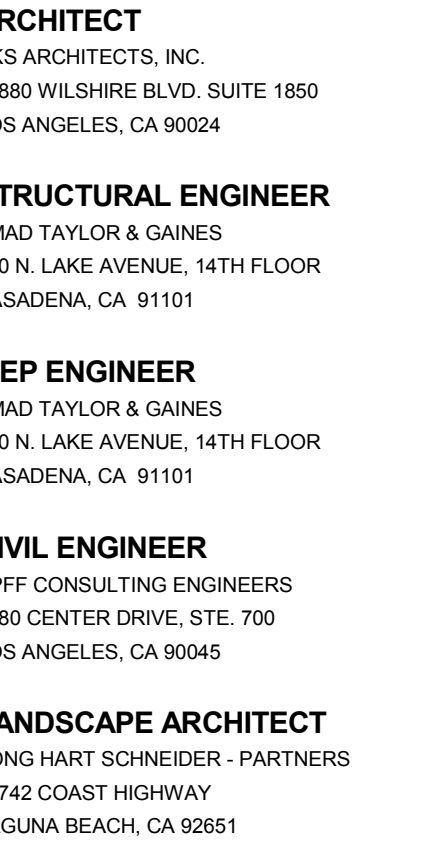 RCHITECT
KS ARCHITECTS, INC.
880 WILSHIRE BLVD. SUITE 1850
OS ANGELES, CA 90024
TRUCTURAL ENGINEER
MAD TAYLOR & GAINES
0 N. LAKE AVENUE, 14TH FLOOR
ASADENA, CA 91101
EP ENGINEER
MAD TAYLOR & GAINES
0 N. LAKE AVENUE, 14TH FLOOR
ASADENA, CA 91101
IVIL ENGINEER
PFF CONSULTING ENGINEERS
80 CENTER DRIVE, STE. 700
OS ANGELES, CA 90045
ANDSCAPE ARCHITECT
ONG HART SCHNEIDER - PARTNERS
742 COAST HIGHWAY
AGUNA BEACH, CA 92651